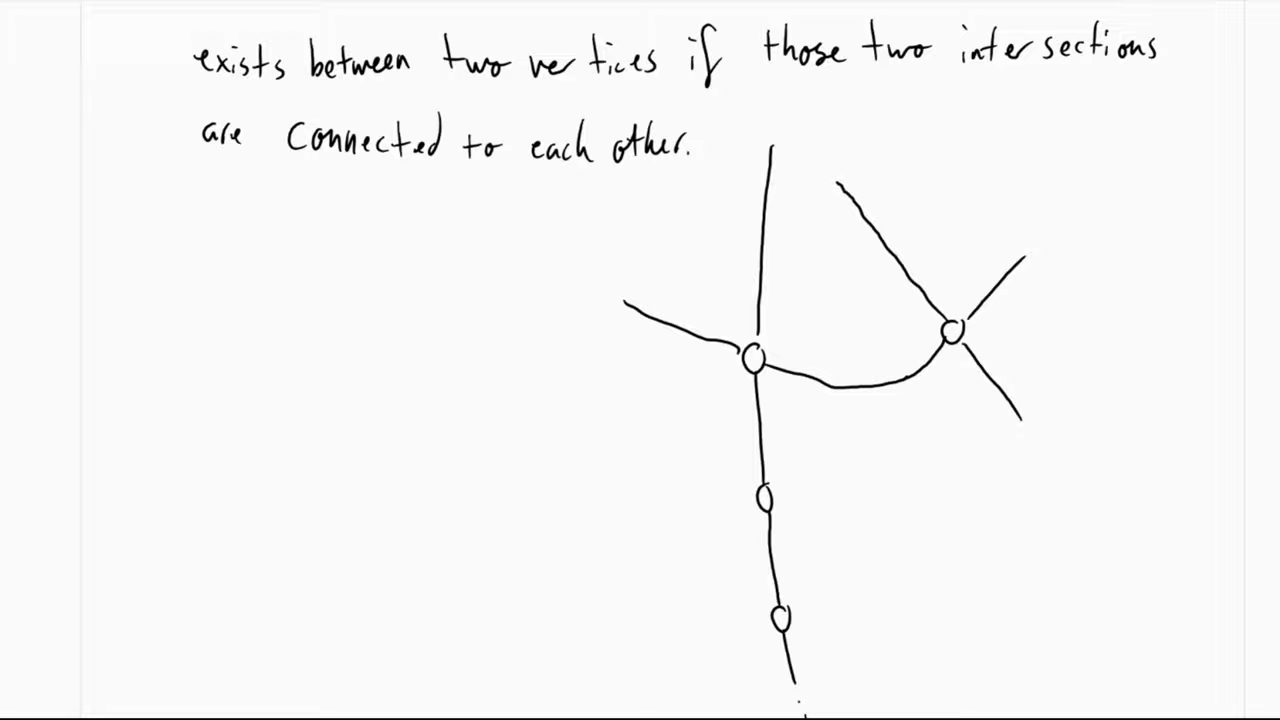 exists between two vertices if those two intersections
are connected to each other.